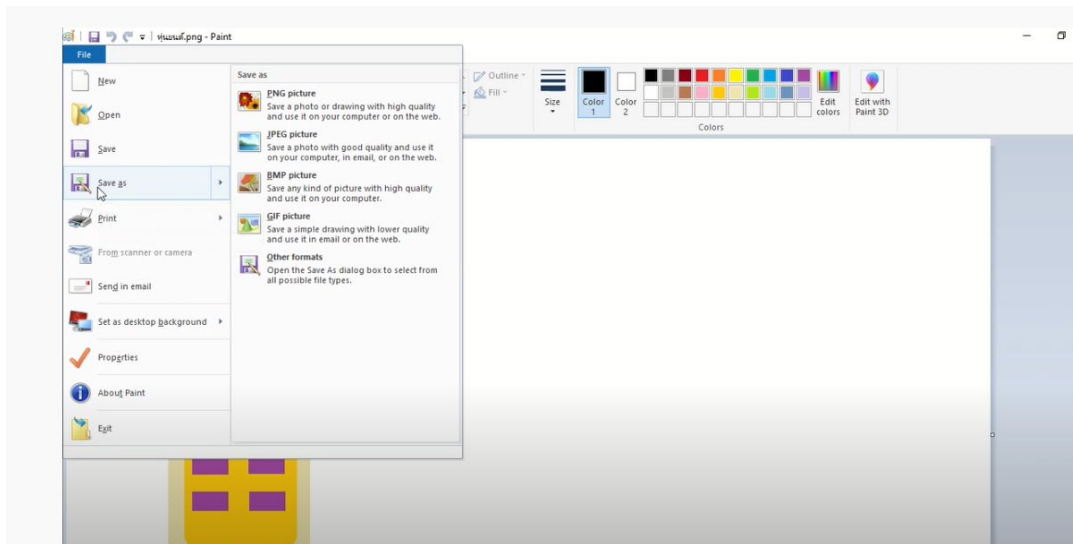 หุ่นยนต์.png - Paint
File
New
Open
Save
Save as
Print
From scanner or camera
Send in email
Set as desktop background
Properties
About Paint
Exit
Save as
PNG picture
Save a photo or drawing with high quality
and use it on your computer or on the web.
JPEG picture
Save a photo with good quality and use it
on your computer, in email, or on the web.
BMP picture
Save any kind of picture with high quality
and use it on your computer.
GIF picture
Save a simple drawing with lower quality
and use it in email or on the web.
Other formats
Open the Save As dialog box to select from
all possible file types.
Outline
Fill
Size
Color
1
Color
2
Edit
colors
Edit with
Paint 3D
Colors